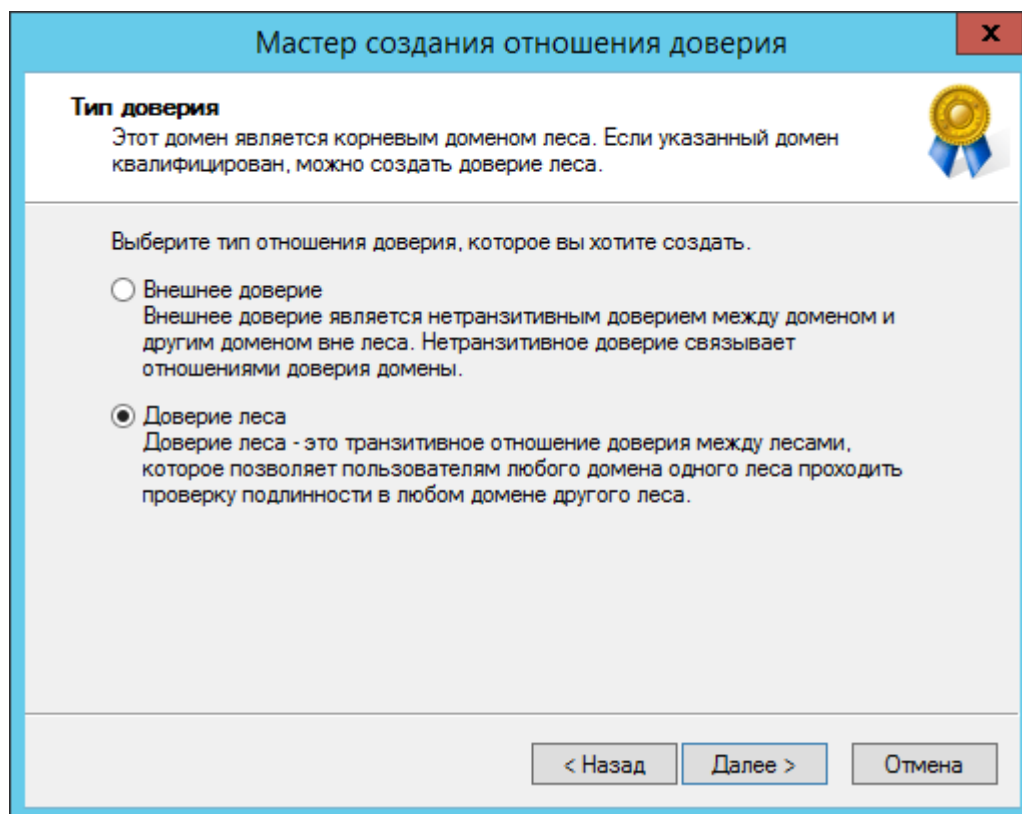 Мастер создания отношения доверия
x
Тип доверия
Этот домен является корневым доменом леса. Если указанный домен
квалифицирован, можно создать доверие леса.
Выберите тип отношения доверия, которое вы хотите создать.
Внешнее доверие
Внешнее доверие является нетранзитивным доверием между доменом и
другим доменом вне леса. Нетранзитивное доверие связывает
отношениями доверия домены.
Доверие леса
Доверие леса - это транзитивное отношение доверия между лесами,
которое позволяет пользователям любого домена одного леса проходить
проверку подлинности в любом домене другого леса.
< Назад
Далее >
Отмена